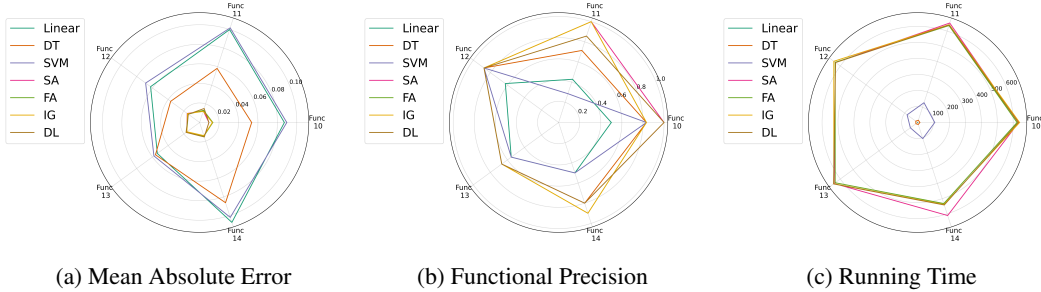 Linear
DT
SVM
SA
FA
IG
DL
Func
10
Func
11
Func
12
Func
13
Func
14
0.02
0.04
0.06
0.08
0.10
(a) Mean Absolute Error
Linear
DT
SVM
SA
FA
IG
DL
Func
10
Func
11
Func
12
Func
13
Func
14
0.2
0.4
0.6
0.8
1.0
(b) Functional Precision
Linear
DT
SVM
SA
FA
IG
DL
Func
10
Func
11
Func
12
Func
13
Func
14
100
200
300
400
500
600
(c) Running Time